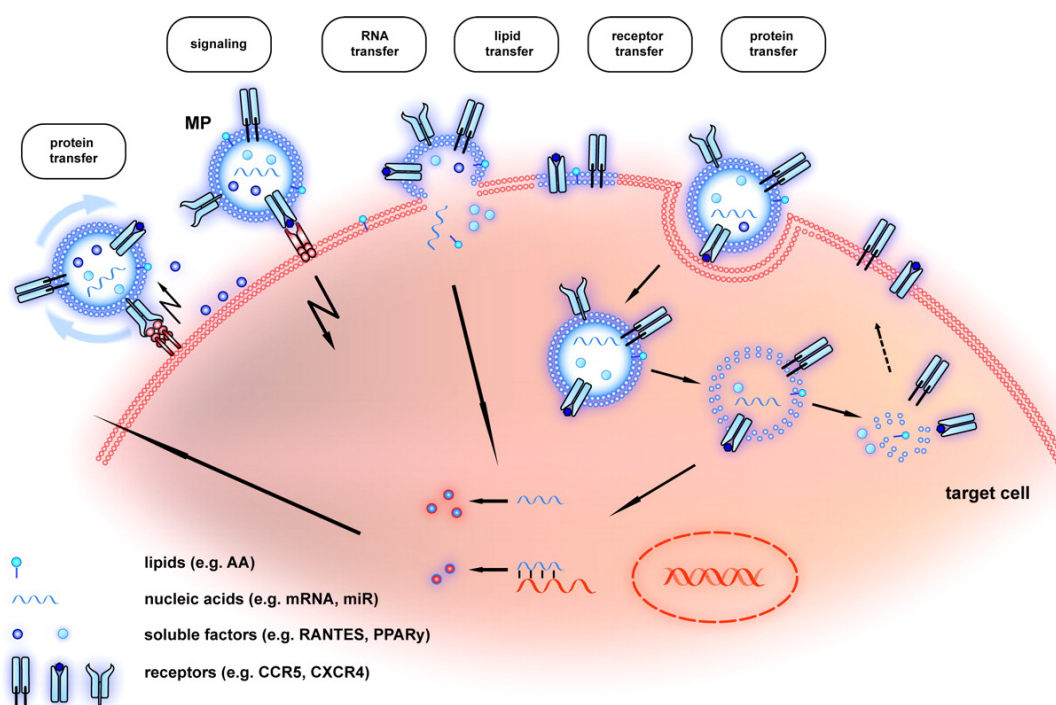 signaling
RNA
transfer
lipid
transfer
receptor
transfer
protein
transfer
MP
protein
transfer
target cell
lipids (e.g. AA)
nucleic acids (e.g. mRNA, miR)
soluble factors (e.g. RANTES, PPARy)
receptors (e.g. CCR5, CXCR4)